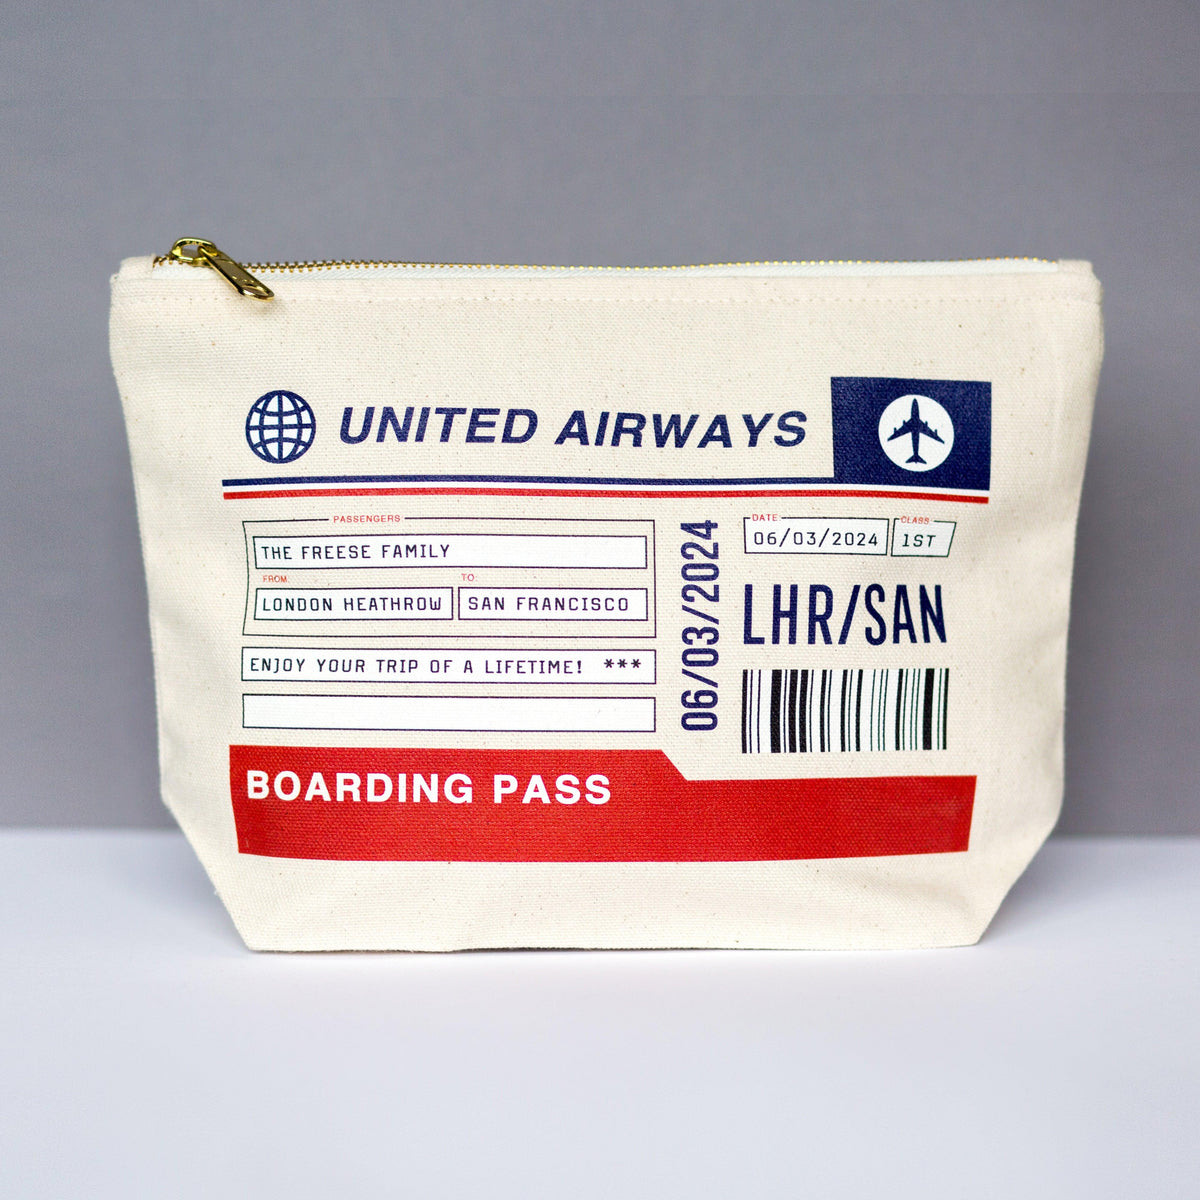 UNITED AIRWAYS
PASSENGERS
THE FREESE FAMILY
FROM:
TO:
LONDON HEATHROW
SAN FRANCISCO
ENJOY YOUR TRIP OF A LIFETIME! ***
06/03/2024
DATE
CLASS
06/03/2024
1ST
LHR/SAN
BOARDING PASS